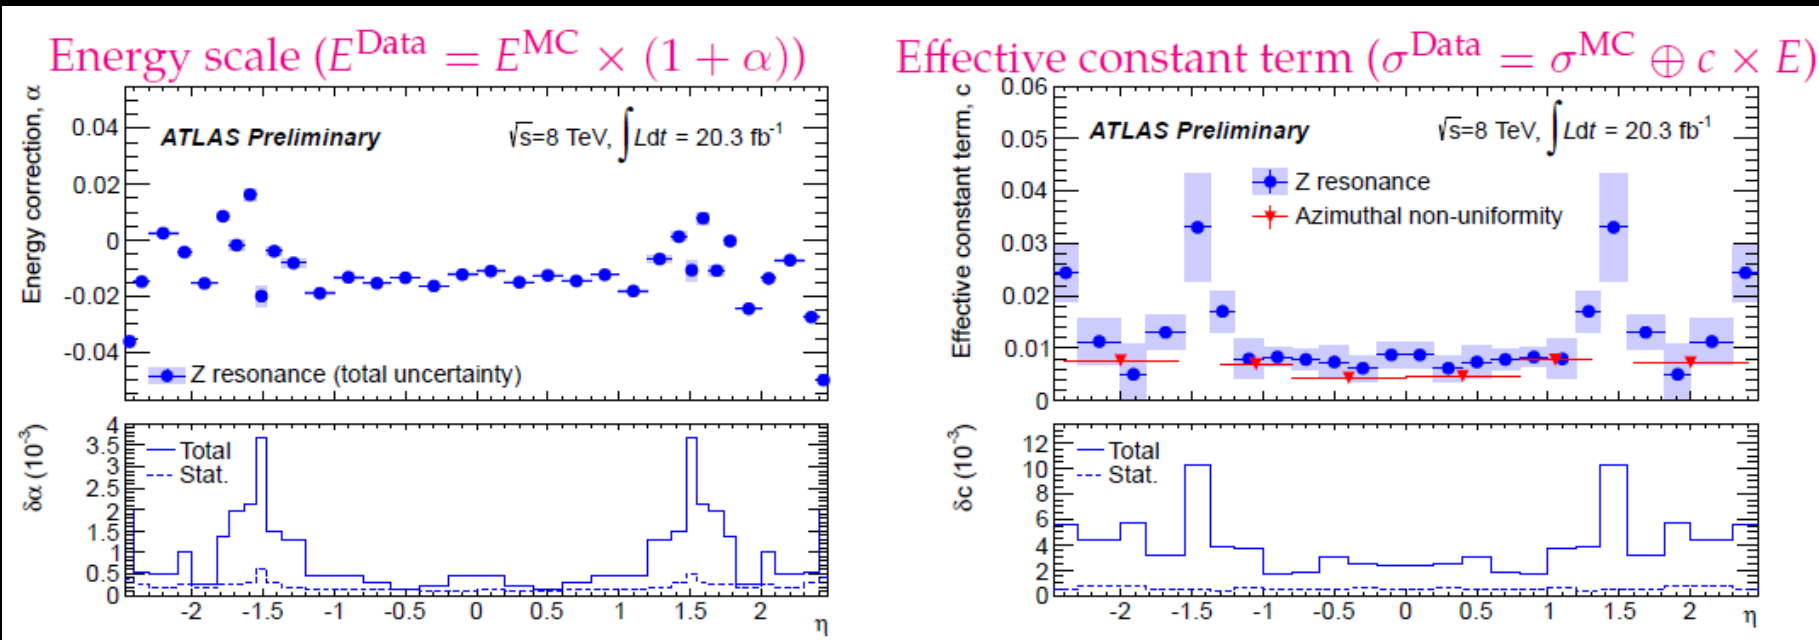 Energy scale (E^Data = E^MC × (1 + α))
Energy correction, α
0.04
0.02
0
-0.02
-0.04
ATLAS Preliminary
√s=8 TeV, ∫Ldt = 20.3 fb⁻¹
Z resonance (total uncertainty)
δα (10⁻³)
4
3.5
3
2.5
2
1.5
1
0.5
0
Total
Stat.
-2 -1.5 -1 -0.5 0 0.5 1 1.5 2 η
Effective constant term (σ^Data = σ^MC ⊕ c × E)
Effective constant term, c
0.06
0.05
0.04
0.03
0.02
0.01
0
ATLAS Preliminary
√s=8 TeV, ∫Ldt = 20.3 fb⁻¹
Z resonance
Azimuthal non-uniformity
δc (10⁻³)
12
10
8
6
4
2
0
Total
Stat.
-2 -1.5 -1 -0.5 0 0.5 1 1.5 2 η